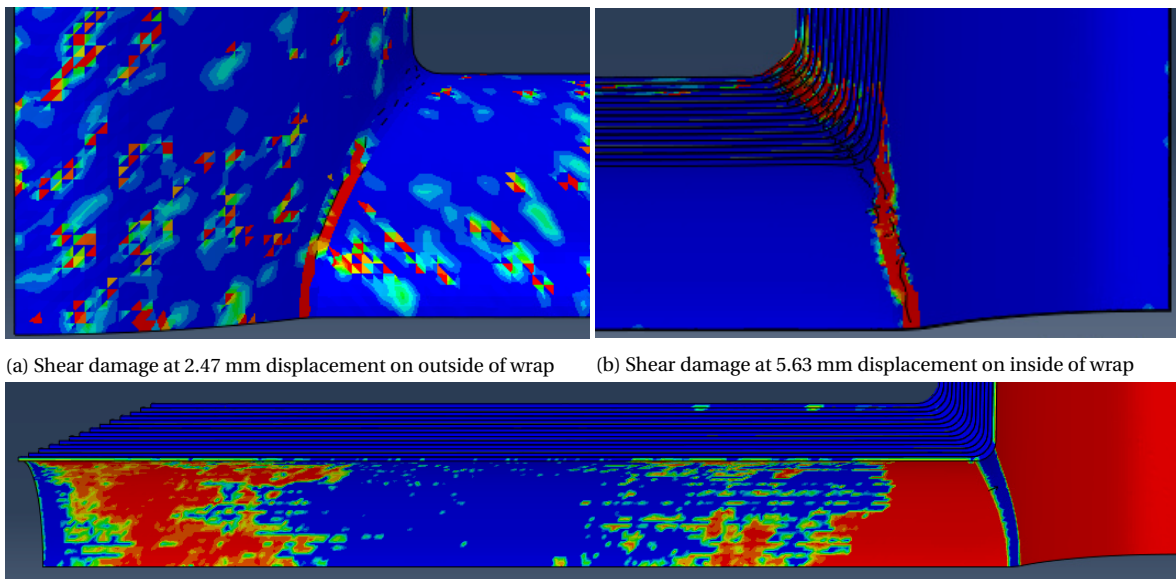 (a) Shear damage at 2.47 mm displacement on outside of wrap
(b) Shear damage at 5.63 mm displacement on inside of wrap